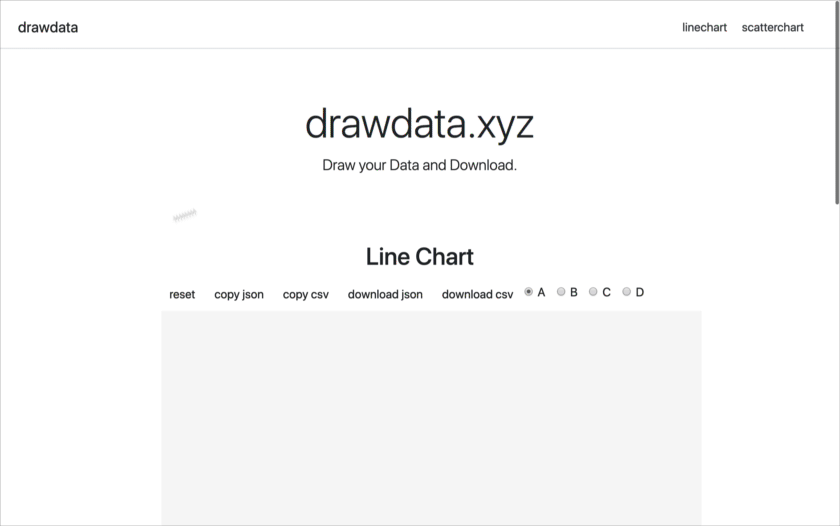 drawdata linechart scatterchart
drawdata.xyz
Draw your Data and Download.
Line Chart
reset copy json copy csv download json download csv A B C D